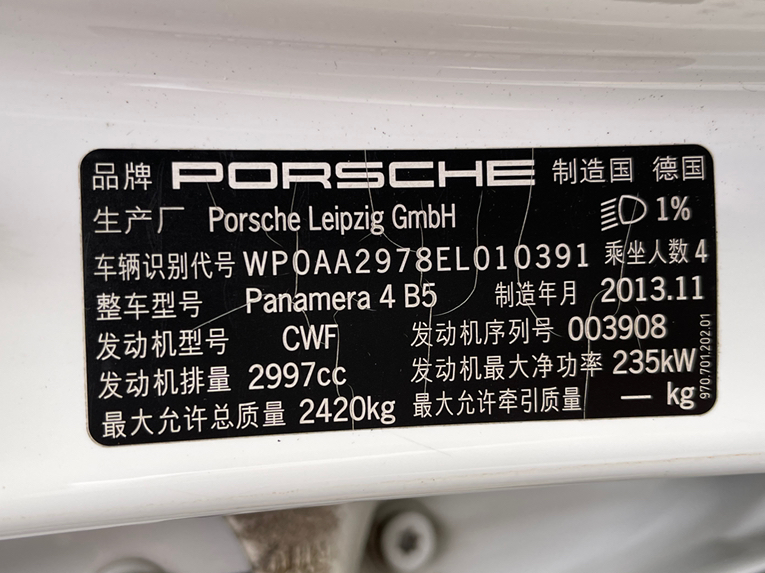 品牌 PORSCHE 制造国 德国
生产厂 Porsche Leipzig GmbH 1%
车辆识别代号 WP0AA2978EL010391 乘坐人数 4
整车型号 Panamera 4 B5 制造年月 2013.11
发动机型号 CWF 发动机序列号 003908
发动机排量 2997cc 发动机最大净功率 235kW
最大允许总质量 2420kg 最大允许牵引质量 — kg
970.701.202.01